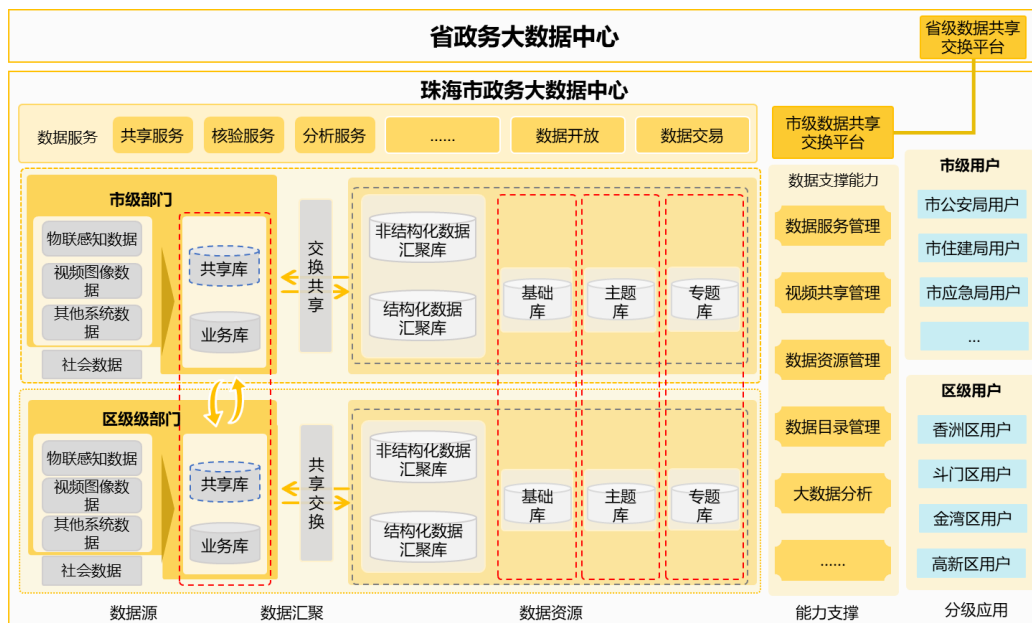 省政务大数据中心
省级数据共享
交换平台
珠海市政务大数据中心
数据服务
共享服务
核验服务
分析服务
......
数据开放
数据交易
市级数据共享
交换平台
市级部门
物联感知数据
视频图像数
据
其他系统数
据
社会数据
共享库
业务库
交
换
共
享
非结构化数据
汇聚库
结构化数据
汇聚库
基础
库
主题
库
专题
库
区级级部门
物联感知数据
视频图像数
据
其他系统数
据
社会数据
共享库
业务库
共
享
交
换
非结构化数据
汇聚库
结构化数据
汇聚库
基础
库
主题
库
专题
库
数据支撑能力
数据服务管理
视频共享管理
数据资源管理
数据目录管理
大数据分析
......
市级用户
市公安局用户
市住建局用户
市应急局用户
...
区级用户
香洲区用户
斗门区用户
金湾区用户
高新区用户
数据源
数据汇聚
数据资源
能力支撑
分级应用